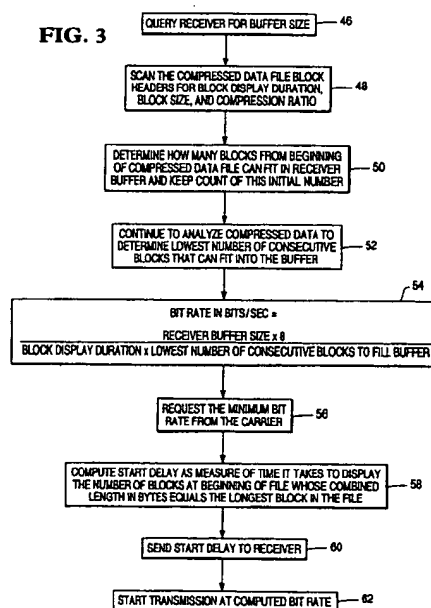 FIG. 3
QUERY RECEIVER FOR BUFFER SIZE
46
SCAN THE COMPRESSED DATA FILE BLOCK
HEADERS FOR BLOCK DISPLAY DURATION,
BLOCK SIZE, AND COMPRESSION RATIO
48
DETERMINE HOW MANY BLOCKS FROM BEGINNING
OF COMPRESSED DATA FILE CAN FIT IN RECEIVER
BUFFER AND KEEP COUNT OF THIS INITIAL NUMBER
50
CONTINUE TO ANALYZE COMPRESSED DATA TO
DETERMINE LOWEST NUMBER OF CONSECUTIVE
BLOCKS THAT CAN FIT INTO THE BUFFER
52
54
BIT RATE IN BITS/SEC =
RECEIVER BUFFER SIZE x 8
BLOCK DISPLAY DURATION x LOWEST NUMBER OF CONSECUTIVE BLOCKS TO FILL BUFFER
REQUEST THE MINIMUM BIT
RATE FROM THE CARRIER
56
COMPUTE START DELAY AS MEASURE OF TIME IT TAKES TO DISPLAY
THE NUMBER OF BLOCKS AT BEGINNING OF FILE WHOSE COMBINED
LENGTH IN BYTES EQUALS THE LONGEST BLOCK IN THE FILE
58
SEND START DELAY TO RECEIVER
60
START TRANSMISSION AT COMPUTED BIT RATE
62